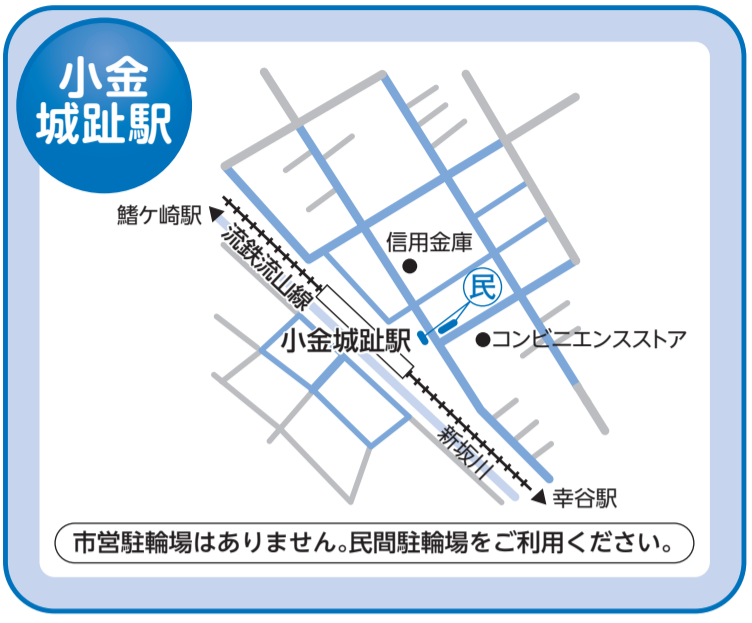 小金
城趾駅
鰭ケ崎駅
流鉄流山線
信用金庫
民
小金城趾駅
コンビニエンスストア
新坂川
幸谷駅
市営駐輪場はありません。民間駐輪場をご利用ください。